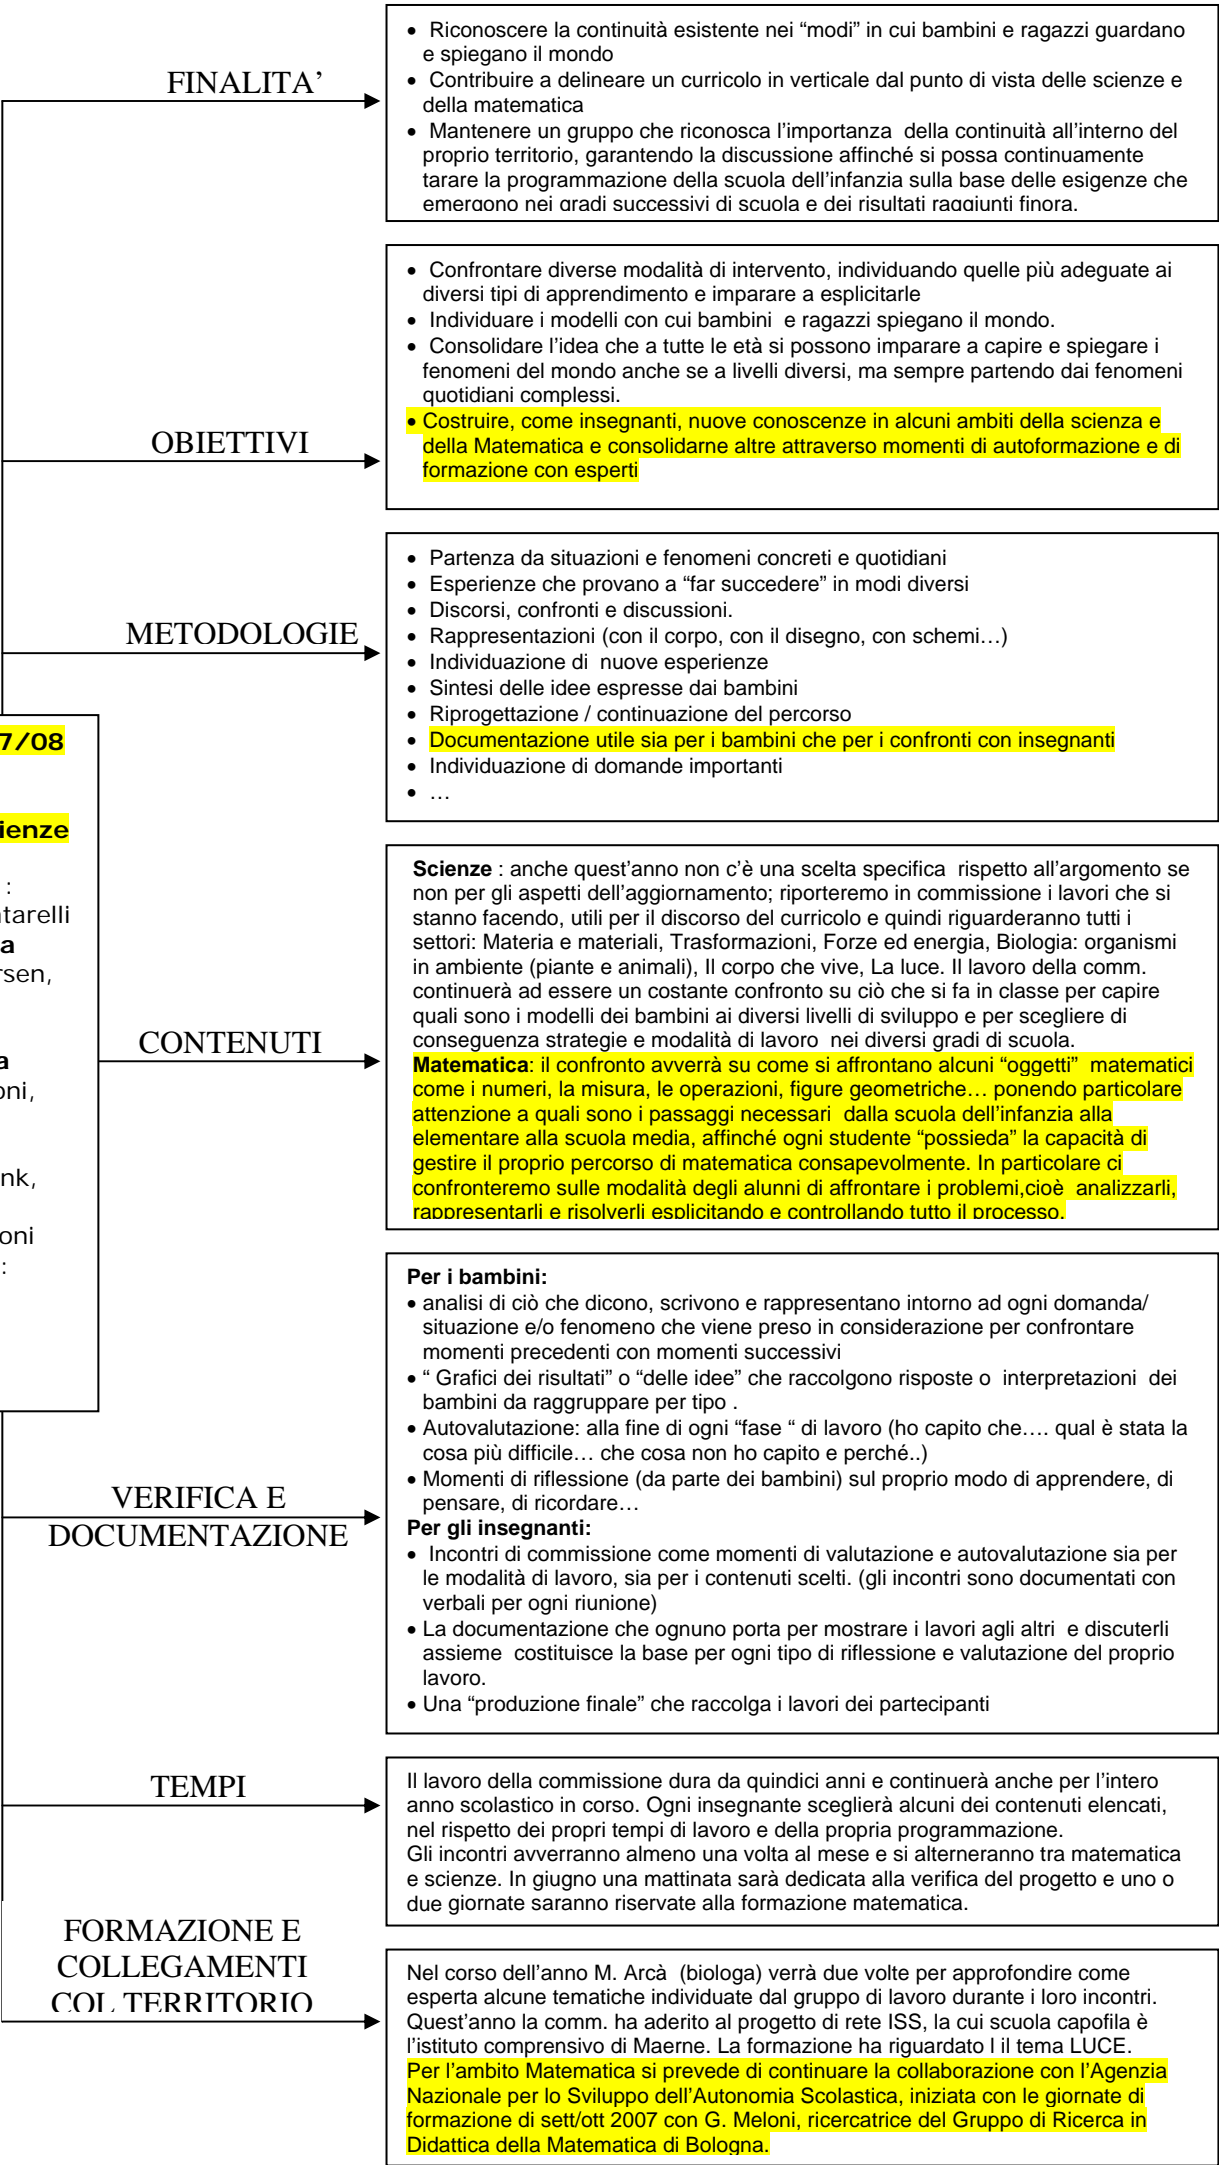 FINALITA’
• Riconoscere la continuità esistente nei “modi” in cui bambini e ragazzi guardano
e spiegano il mondo
• Contribuire a delineare un curricolo in verticale dal punto di vista delle scienze e
della matematica
• Mantenere un gruppo che riconosca l’importanza della continuità all’interno del
proprio territorio, garantendo la discussione affinché si possa continuamente
tarare la programmazione della scuola dell’infanzia sulla base delle esigenze che
emergono nei gradi successivi di scuola e dei risultati raggiunti finora.
OBIETTIVI
• Confrontare diverse modalità di intervento, individuando quelle più adeguate ai
diversi tipi di apprendimento e imparare a esplicitarle
• Individuare i modelli con cui bambini e ragazzi spiegano il mondo.
• Consolidare l’idea che a tutte le età si possono imparare a capire e spiegare i
fenomeni del mondo anche se a livelli diversi, ma sempre partendo dai fenomeni
quotidiani complessi.
• Costruire, come insegnanti, nuove conoscenze in alcuni ambiti della scienza e
della Matematica e consolidarne altre attraverso momenti di autoformazione e di
formazione con esperti
METODOLOGIE
• Partenza da situazioni e fenomeni concreti e quotidiani
• Esperienze che provano a “far succedere” in modi diversi
• Discorsi, confronti e discussioni.
• Rappresentazioni (con il corpo, con il disegno, con schemi…)
• Individuazione di nuove esperienze
• Sintesi delle idee espresse dai bambini
• Riprogettazione / continuazione del percorso
• Documentazione utile sia per i bambini che per i confronti con insegnanti
• Individuazione di domande importanti
• …
7/08
ienze
:
tarelli
a
rsen,
a
oni,
nk,
oni
:
CONTENUTI
Scienze : anche quest’anno non c’è una scelta specifica rispetto all’argomento se
non per gli aspetti dell’aggiornamento; riporteremo in commissione i lavori che si
stanno facendo, utili per il discorso del curricolo e quindi riguarderanno tutti i
settori: Materia e materiali, Trasformazioni, Forze ed energia, Biologia: organismi
in ambiente (piante e animali), Il corpo che vive, La luce. Il lavoro della comm.
continuerà ad essere un costante confronto su ciò che si fa in classe per capire
quali sono i modelli dei bambini ai diversi livelli di sviluppo e per scegliere di
conseguenza strategie e modalità di lavoro nei diversi gradi di scuola.
Matematica: il confronto avverrà su come si affrontano alcuni “oggetti” matematici
come i numeri, la misura, le operazioni, figure geometriche… ponendo particolare
attenzione a quali sono i passaggi necessari dalla scuola dell’infanzia alla
elementare alla scuola media, affinché ogni studente “possieda” la capacità di
gestire il proprio percorso di matematica consapevolmente. In particolare ci
confronteremo sulle modalità degli alunni di affrontare i problemi,cioè analizzarli,
rappresentarli e risolverli esplicitando e controllando tutto il processo.
VERIFICA E
DOCUMENTAZIONE
Per i bambini:
• analisi di ciò che dicono, scrivono e rappresentano intorno ad ogni domanda/
situazione e/o fenomeno che viene preso in considerazione per confrontare
momenti precedenti con momenti successivi
• “ Grafici dei risultati” o “delle idee” che raccolgono risposte o interpretazioni dei
bambini da raggruppare per tipo .
• Autovalutazione: alla fine di ogni “fase “ di lavoro (ho capito che…. qual è stata la
cosa più difficile… che cosa non ho capito e perché..)
• Momenti di riflessione (da parte dei bambini) sul proprio modo di apprendere, di
pensare, di ricordare…
Per gli insegnanti:
• Incontri di commissione come momenti di valutazione e autovalutazione sia per
le modalità di lavoro, sia per i contenuti scelti. (gli incontri sono documentati con
verbali per ogni riunione)
• La documentazione che ognuno porta per mostrare i lavori agli altri e discuterli
assieme costituisce la base per ogni tipo di riflessione e valutazione del proprio
lavoro.
• Una “produzione finale” che raccolga i lavori dei partecipanti
TEMPI
Il lavoro della commissione dura da quindici anni e continuerà anche per l’intero
anno scolastico in corso. Ogni insegnante sceglierà alcuni dei contenuti elencati,
nel rispetto dei propri tempi di lavoro e della propria programmazione.
Gli incontri avverranno almeno una volta al mese e si alterneranno tra matematica
e scienze. In giugno una mattinata sarà dedicata alla verifica del progetto e uno o
due giornate saranno riservate alla formazione matematica.
FORMAZIONE E
COLLEGAMENTI
COL TERRITORIO
Nel corso dell’anno M. Arcà (biologa) verrà due volte per approfondire come
esperta alcune tematiche individuate dal gruppo di lavoro durante i loro incontri.
Quest’anno la comm. ha aderito al progetto di rete ISS, la cui scuola capofila è
l’istituto comprensivo di Maerne. La formazione ha riguardato l il tema LUCE.
Per l’ambito Matematica si prevede di continuare la collaborazione con l’Agenzia
Nazionale per lo Sviluppo dell’Autonomia Scolastica, iniziata con le giornate di
formazione di sett/ott 2007 con G. Meloni, ricercatrice del Gruppo di Ricerca in
Didattica della Matematica di Bologna.